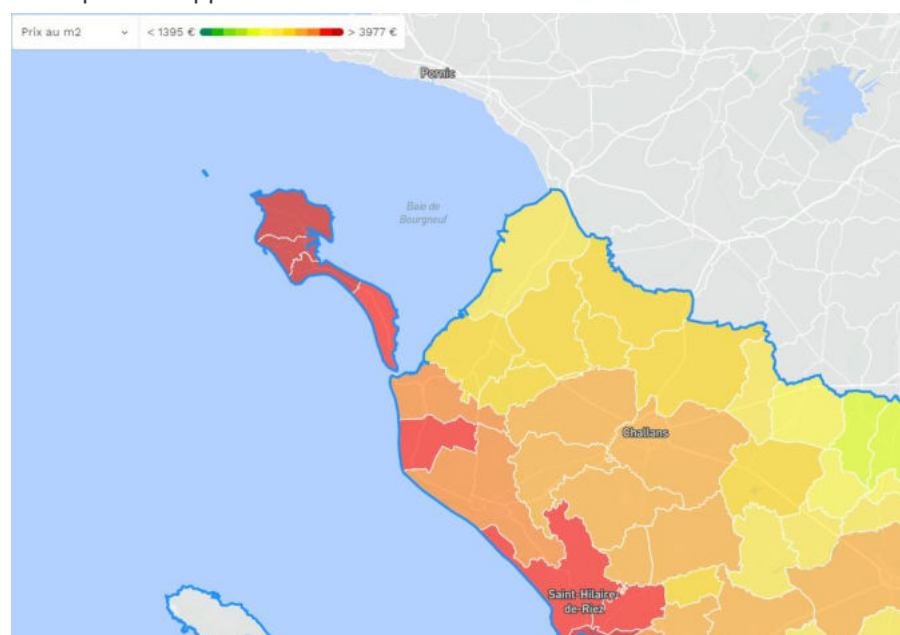 Prix au m2 < 1395 € > 3977 €
Pornic
Baie de
Bourgneuf
Challans
Saint-Hilaire-
de-Riez